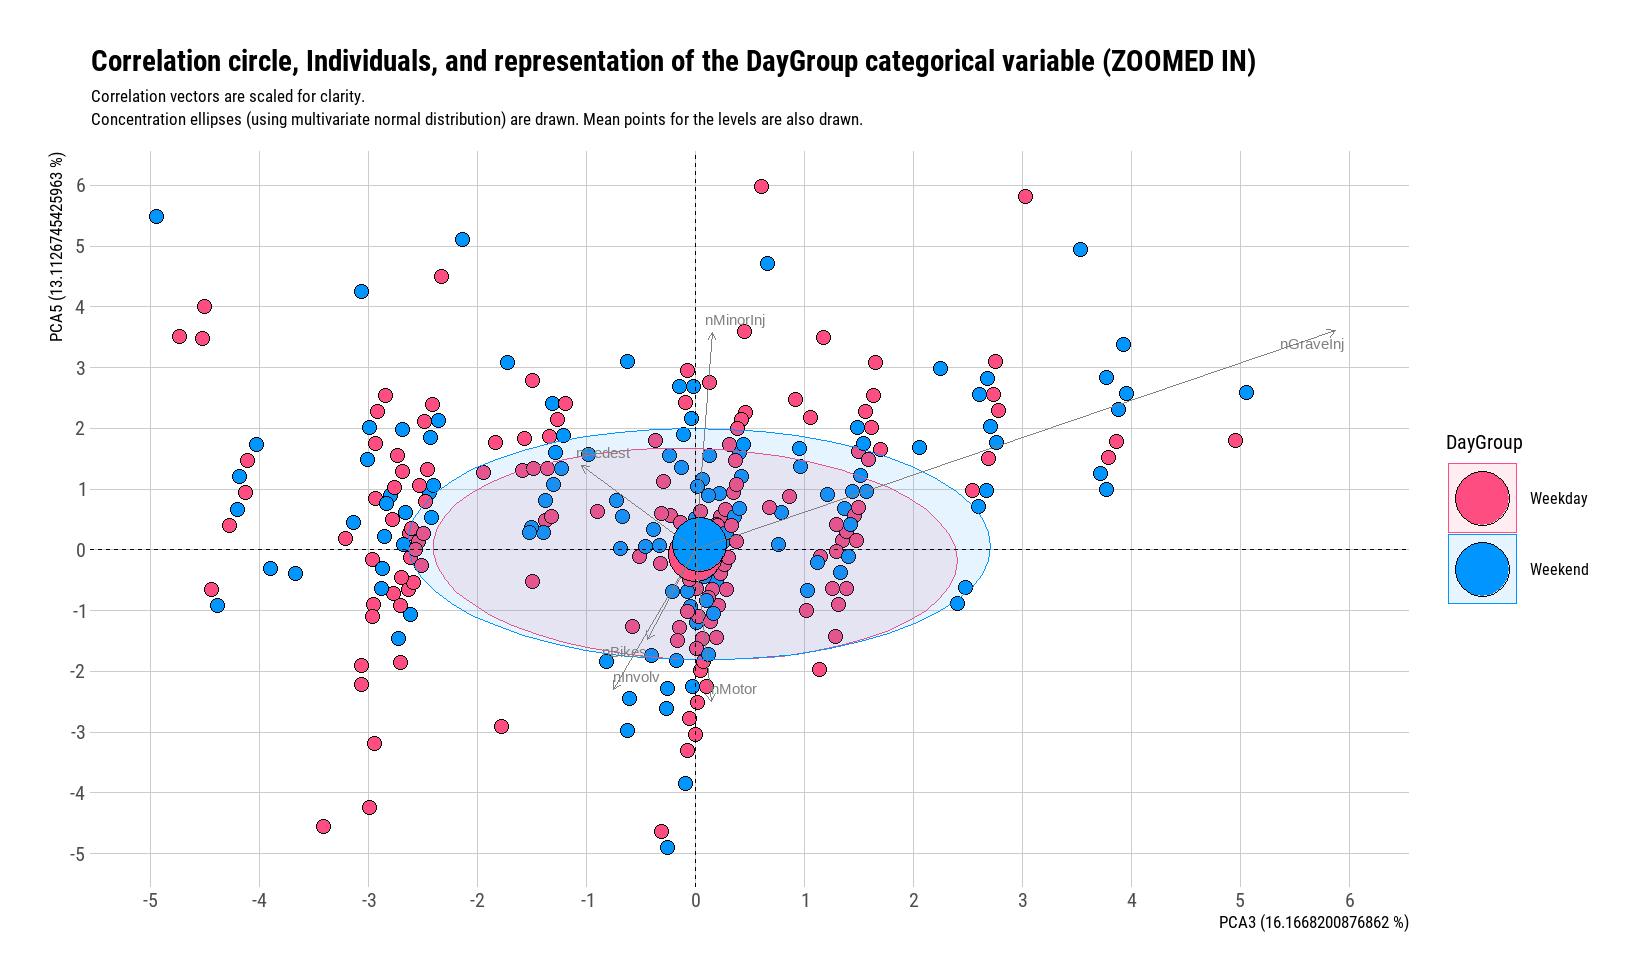 Correlation circle, Individuals, and representation of the DayGroup categorical variable (ZOOMED IN)
Correlation vectors are scaled for clarity.
Concentration ellipses (using multivariate normal distribution) are drawn. Mean points for the levels are also drawn.
PCA5 (13.1126745425963 %)
6
5
4
3
2
1
0
-1
-2
-3
-4
-5
nMinorInj
nGraveInj
nPedest
nBikes
nInvolv
nMotor
-5 -4 -3 -2 -1 0 1 2 3 4 5 6
PCA3 (16.1668200876862 %)
DayGroup
Weekday
Weekend